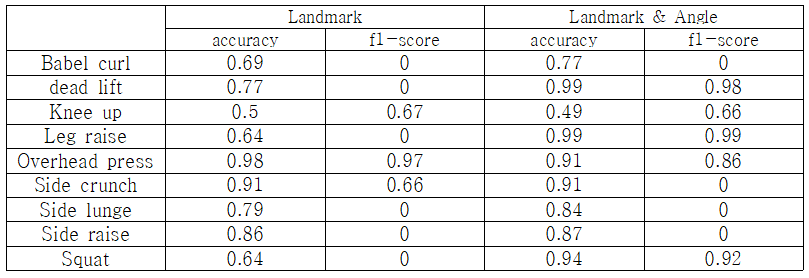 Landmark Landmark & Angle
accuracy f1-score accuracy f1-score
Babel curl 0.69 0 0.77 0
dead lift 0.77 0 0.99 0.98
Knee up 0.5 0.67 0.49 0.66
Leg raise 0.64 0 0.99 0.99
Overhead press 0.98 0.97 0.91 0.86
Side crunch 0.91 0.66 0.91 0
Side lunge 0.79 0 0.84 0
Side raise 0.86 0 0.87 0
Squat 0.64 0 0.94 0.92